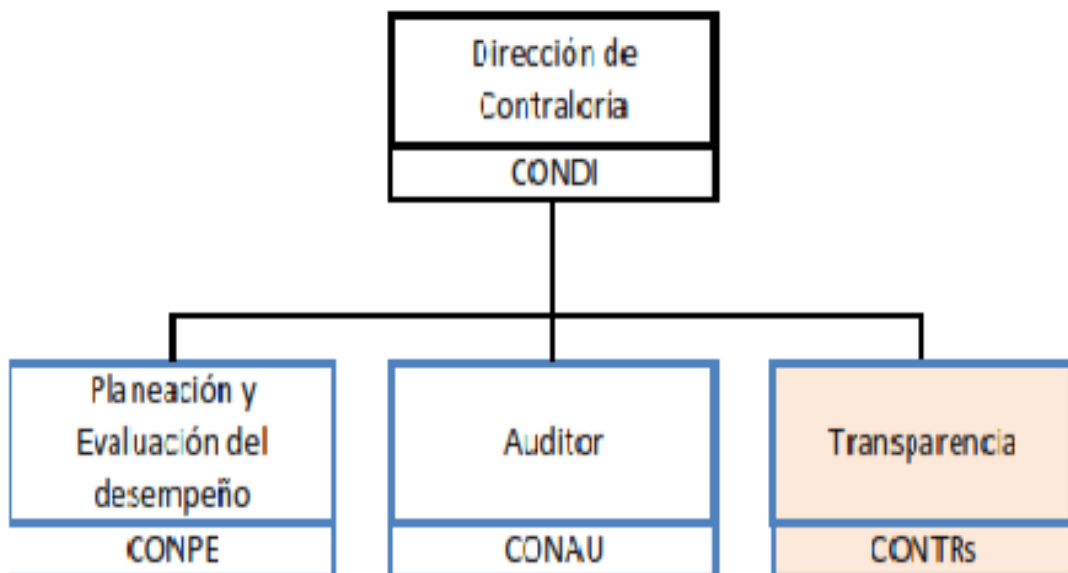 Dirección de
Contraloria
CONDI
Planeación y
Evaluación del
desempeño
CONPE
Auditor
CONAU
Transparencia
CONTRs